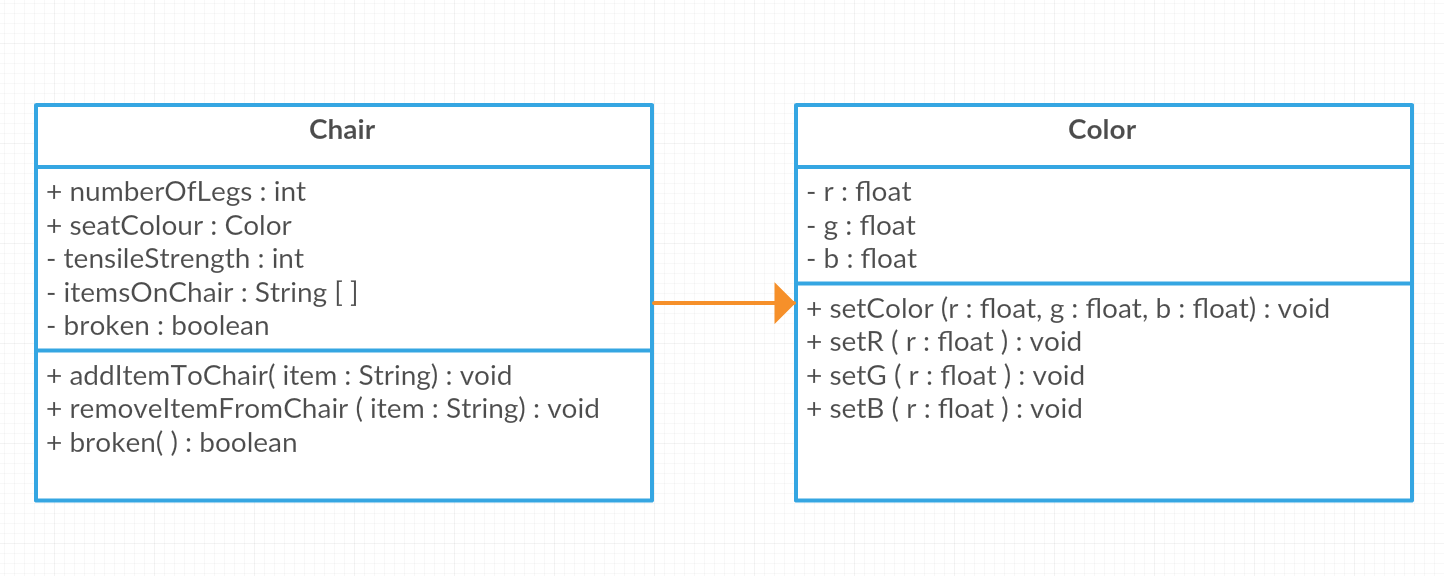 Chair
+ numberOfLegs : int
+ seatColour : Color
- tensileStrength : int
- itemsOnChair : String [ ]
- broken : boolean
+ addItemToChair( item : String) : void
+ removeItemFromChair ( item : String) : void
+ broken( ) : boolean
Color
- r : float
- g : float
- b : float
+ setColor (r : float, g : float, b : float) : void
+ setR ( r : float ) : void
+ setG ( r : float ) : void
+ setB ( r : float ) : void